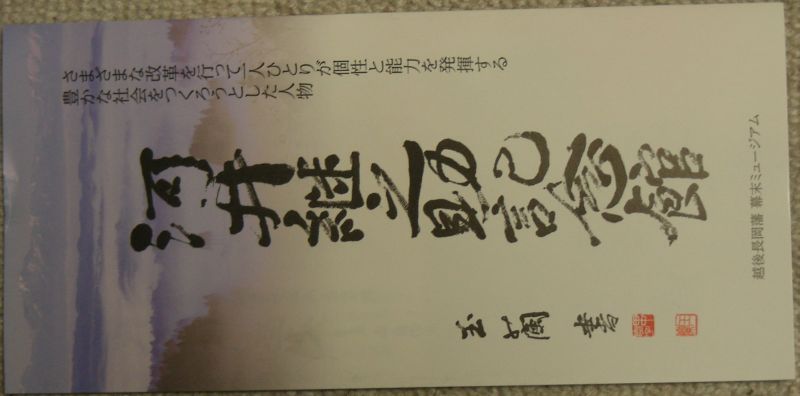 さまざまな改革を行って一人ひとりが個性と能力を発揮する
豊かな社会をつくろうとした人物
河井継之助記念館
玉蘭 書
越後長岡藩 幕末ミュージアム